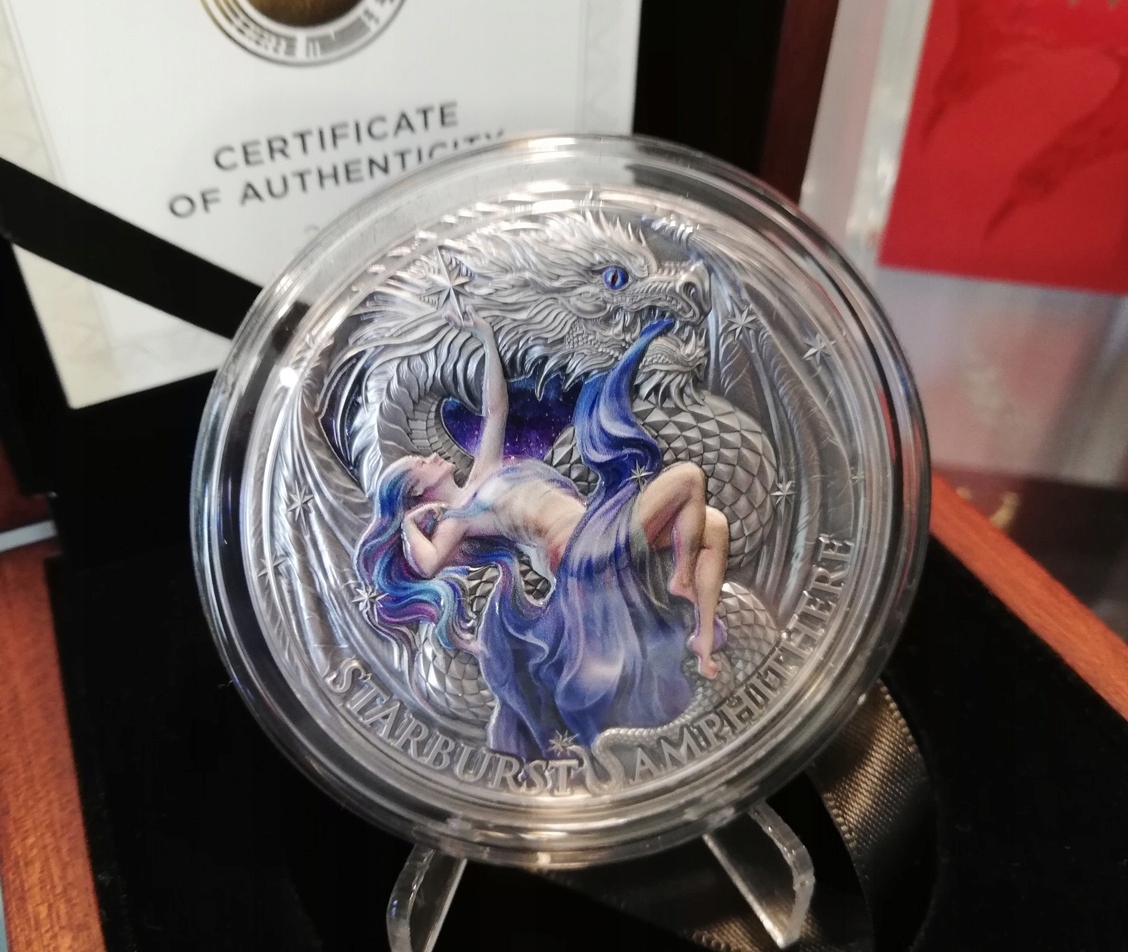 CERTIFICATE
OF AUTHENTICITY
STARBURST AMPHITHERE